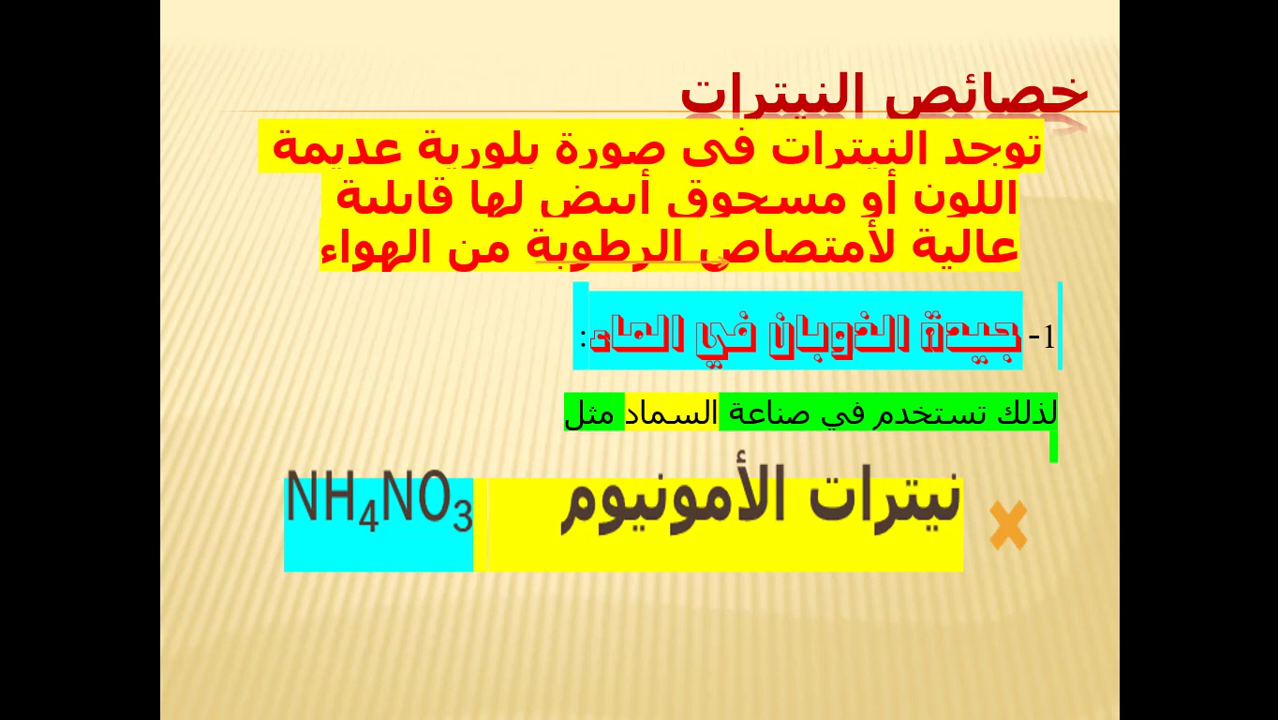 خصائص النيترات
توجد النيترات فى صورة بلورية عديمة
اللون أو مسحوق أبيض لها قابلية
عالية لأمتصاص الرطوبة من الهواء
1- جيدة الذوبان في الماء:
لذلك تستخدم في صناعة السماد مثل
نيترات الأمونيوم NH₄NO₃